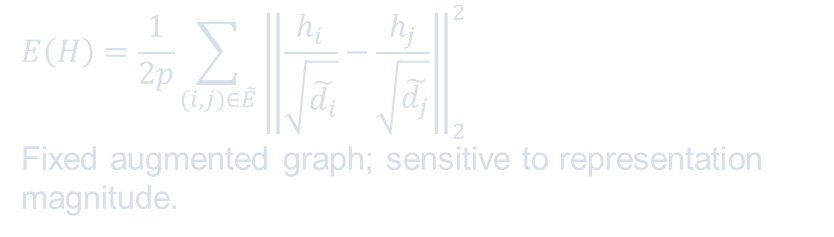 E(H) = \frac{1}{2p} \sum_{(i,j)\in\tilde{E}} \left\| \frac{h_i}{\sqrt{\tilde{d}_i}} - \frac{h_j}{\sqrt{\tilde{d}_j}} \right\|_2^2
Fixed augmented graph; sensitive to representation
magnitude.